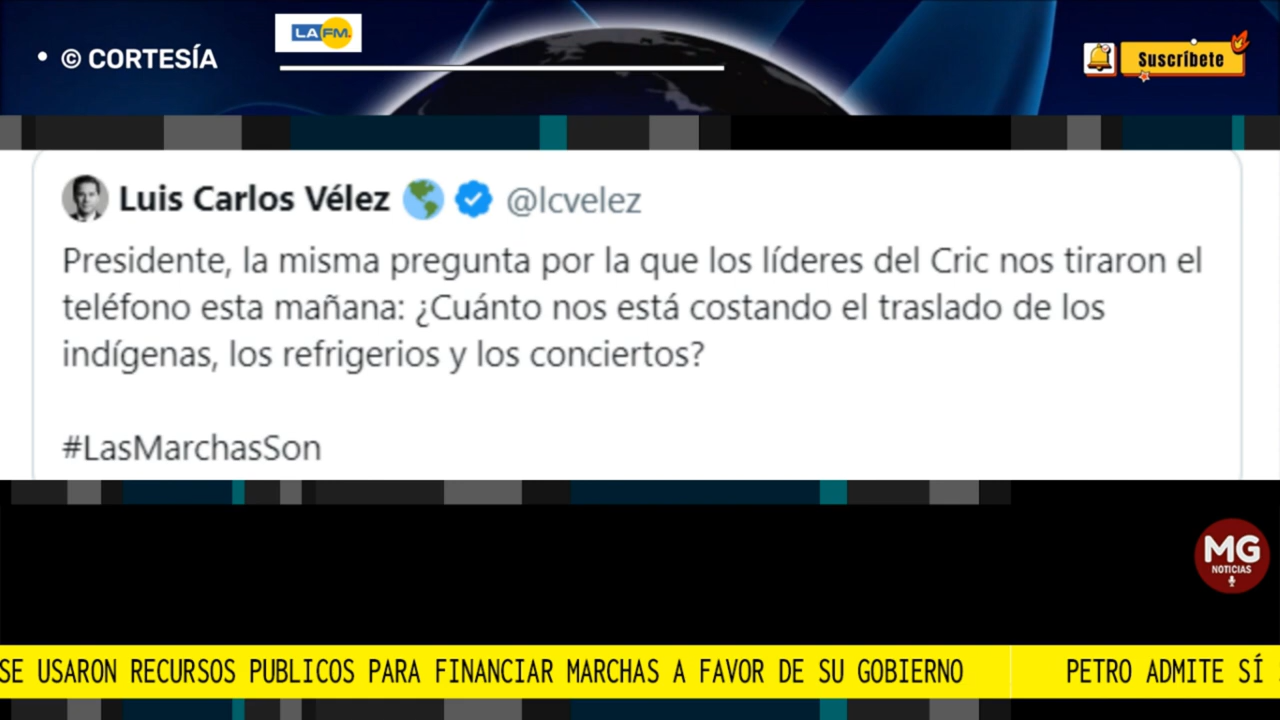 • © CORTESÍA
LA FM.
Suscríbete
Luis Carlos Vélez @lcvelez
Presidente, la misma pregunta por la que los líderes del Cric nos tiraron el
teléfono esta mañana: ¿Cuánto nos está costando el traslado de los
indígenas, los refrigerios y los conciertos?
#LasMarchasSon
MG
NOTICIAS
SE USARON RECURSOS PUBLICOS PARA FINANCIAR MARCHAS A FAVOR DE SU GOBIERNO PETRO ADMITE SÍ